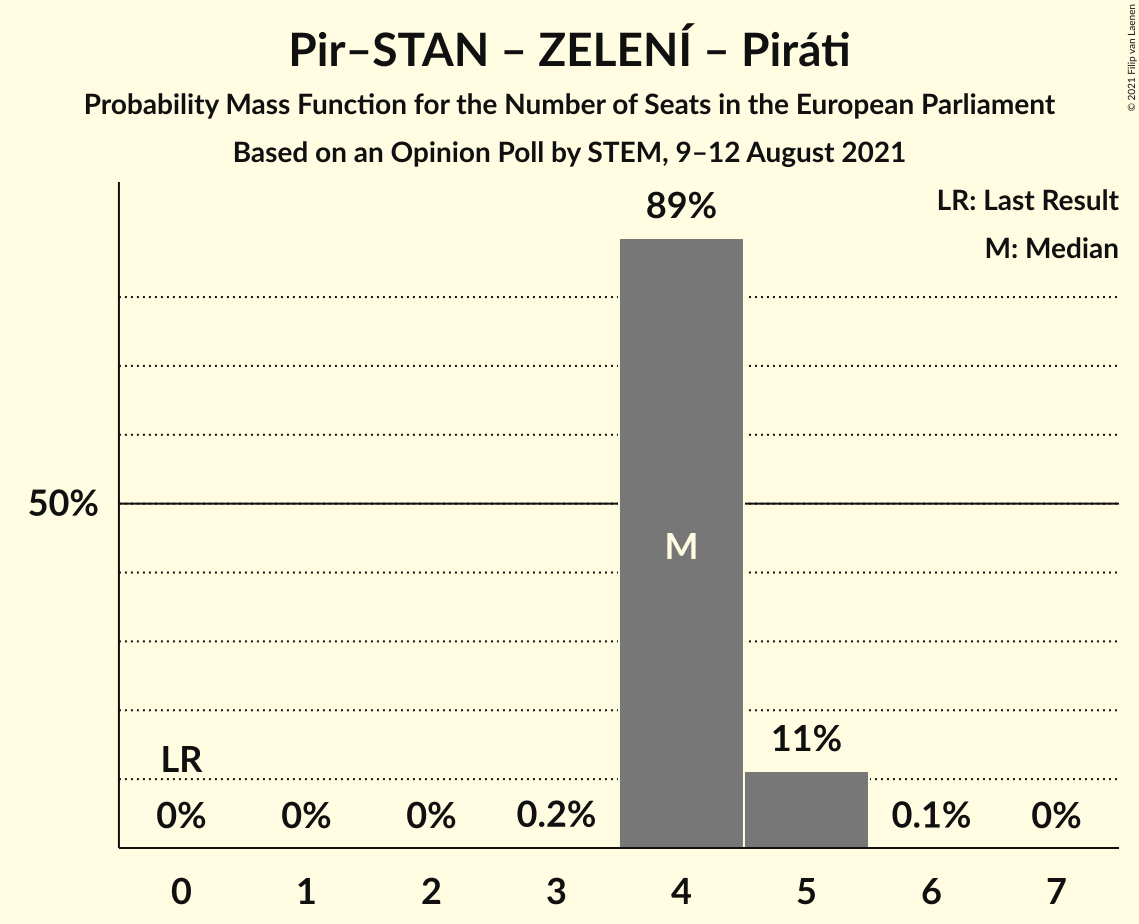 Pir–STAN – ZELENÍ – Piráti
Probability Mass Function for the Number of Seats in the European Parliament
Based on an Opinion Poll by STEM, 9–12 August 2021
© 2021 Filip van Laenen
LR: Last Result
M: Median
89%
50%
M
11%
LR
0%
0%
0%
0.2%
0.1%
0%
0
1
2
3
4
5
6
7